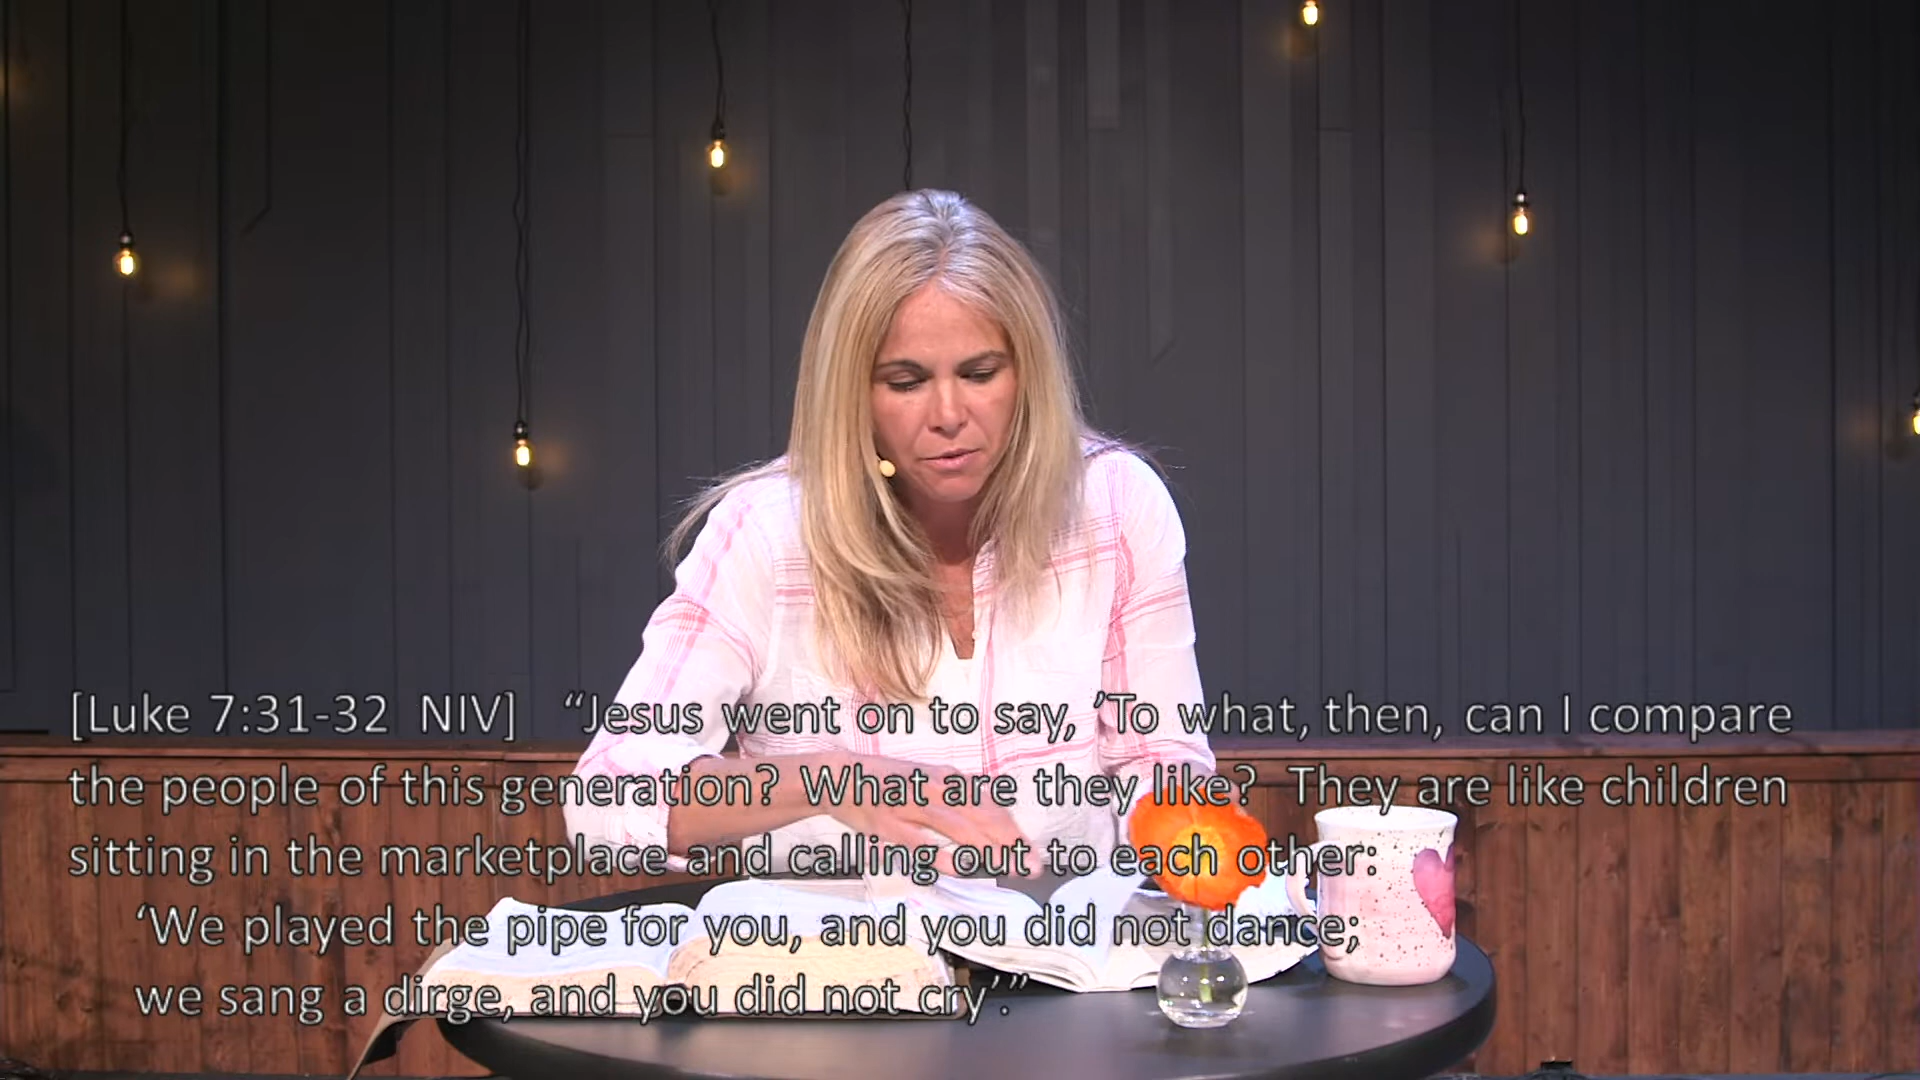 [Luke 7:31-32 NIV] “Jesus went on to say, ’To what, then, can I compare
the people of this generation? What are they like? They are like children
sitting in the marketplace and calling out to each other:
‘We played the pipe for you, and you did not dance;
we sang a dirge, and you did not cry’.”